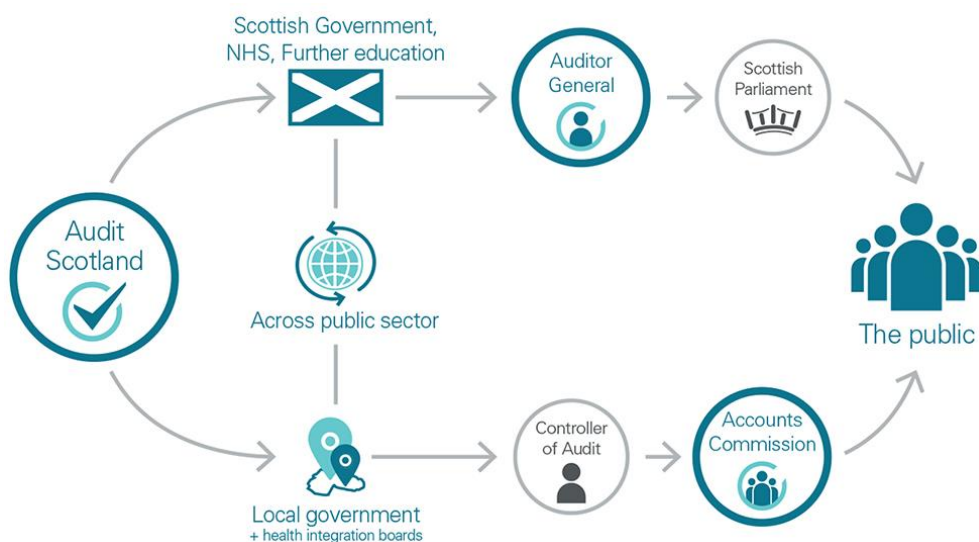 Scottish Government,
NHS, Further education
Auditor
General
Scottish
Parliament
Audit
Scotland
Across public sector
The public
Controller
of Audit
Accounts
Commission
Local government
+ health integration boards